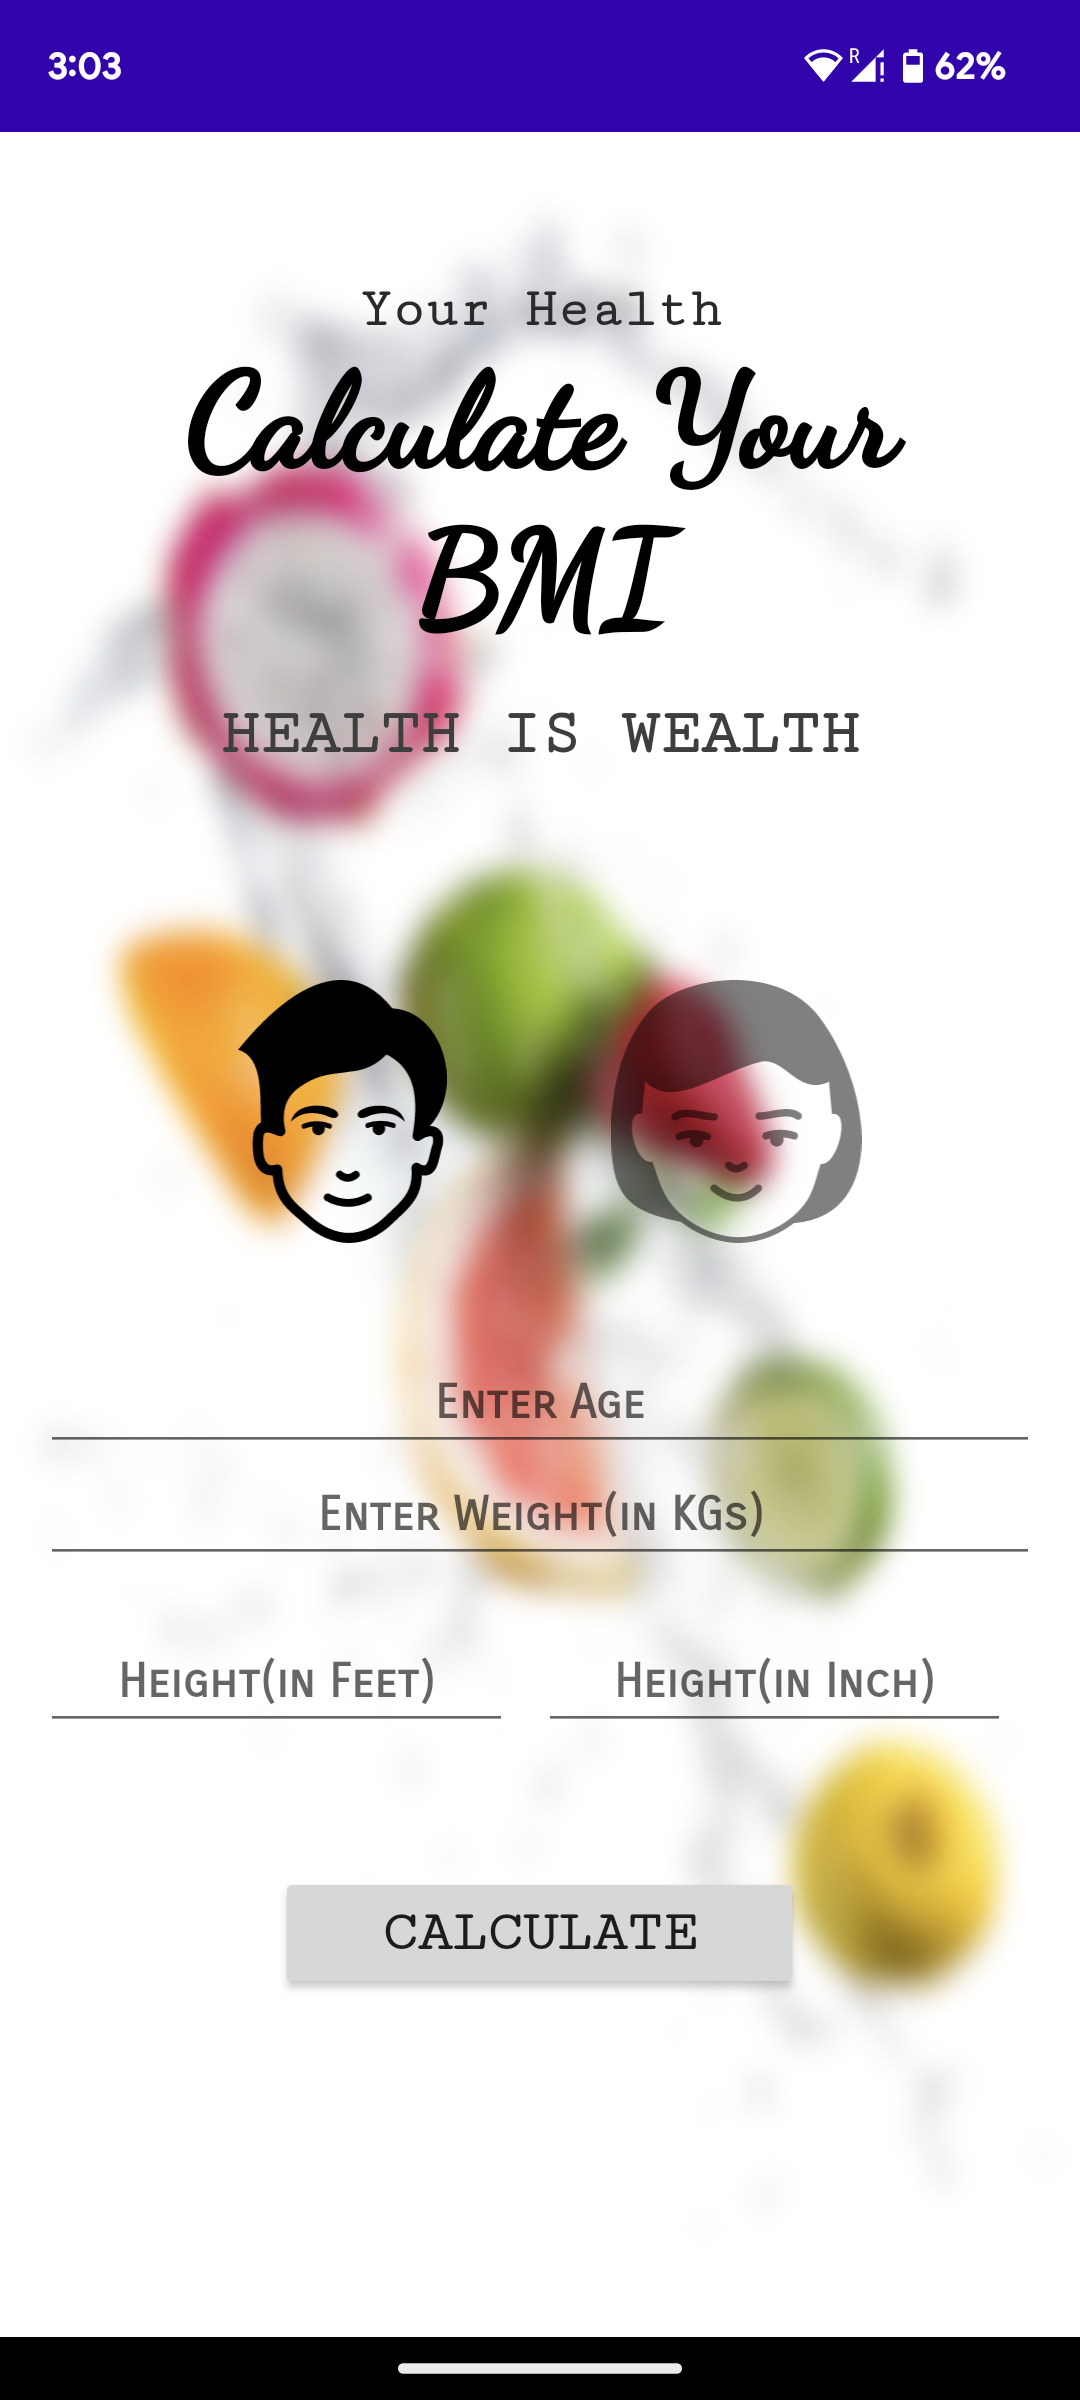 3:03
R
62%
Your Health
Calculate Your
BMI
HEALTH IS WEALTH
Enter Age
Enter Weight(in KGs)
Height(in Feet)
Height(in Inch)
CALCULATE